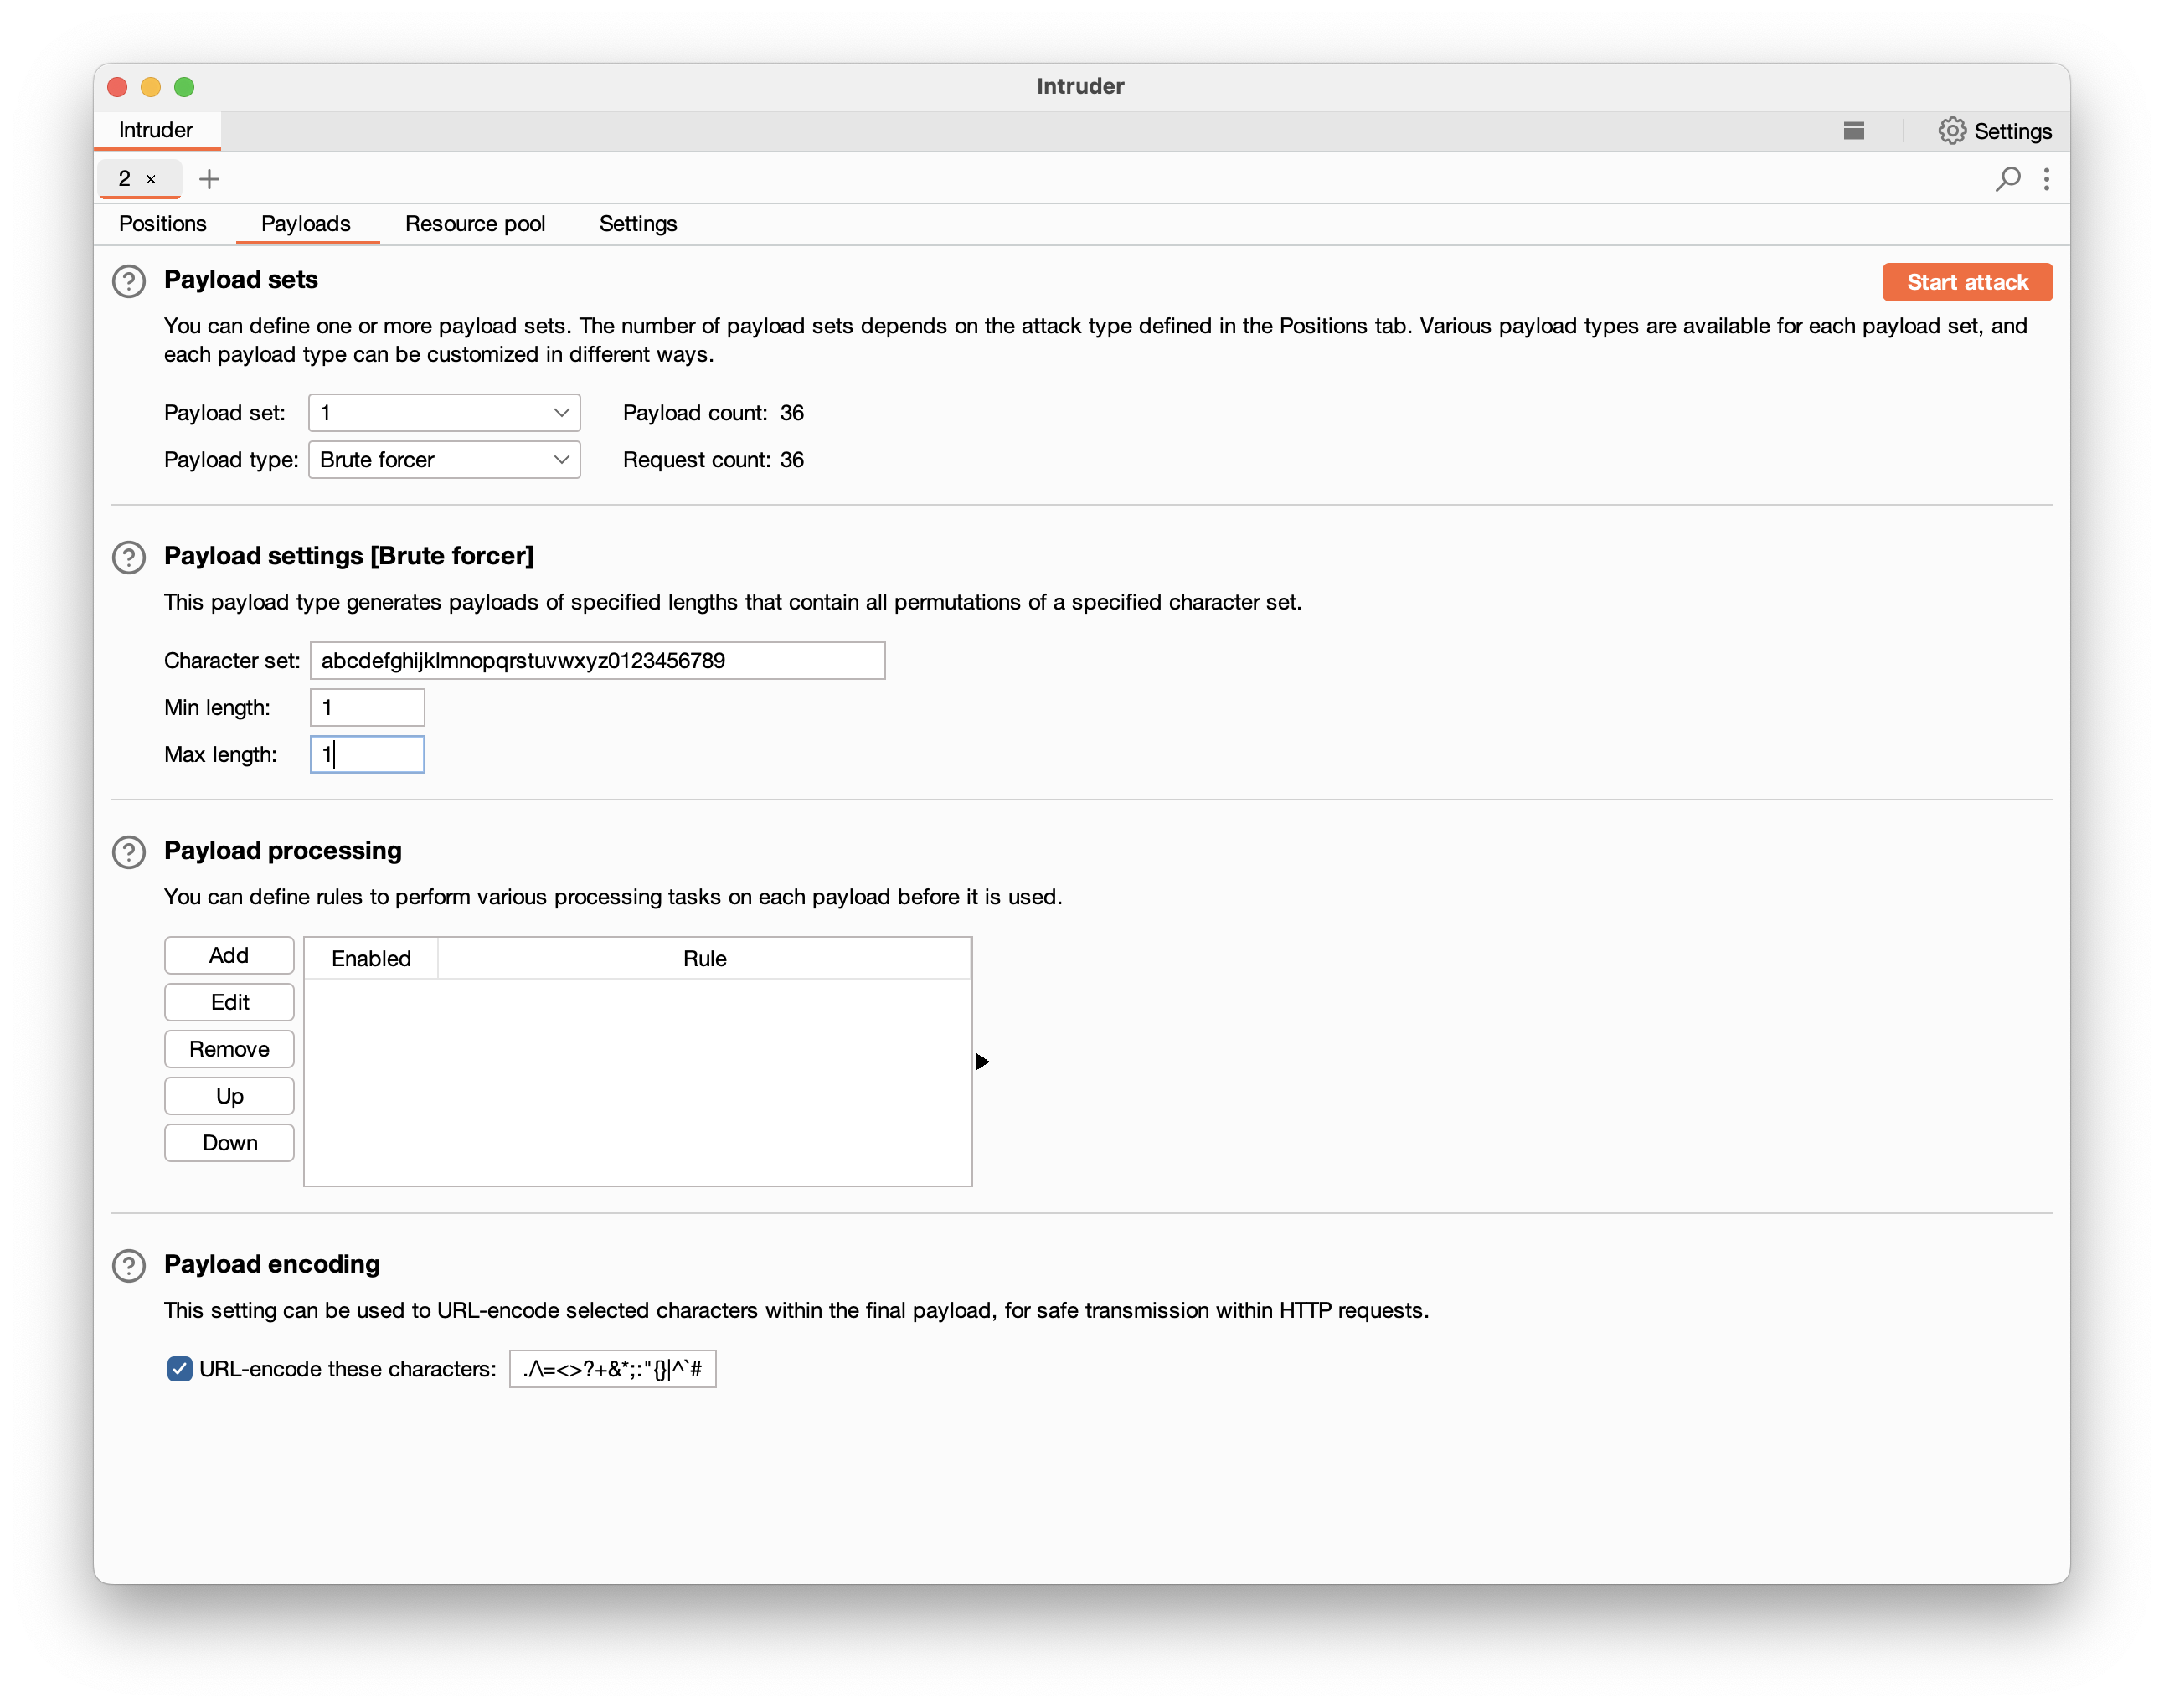 Intruder
Intruder
Settings
2 × +
Positions Payloads Resource pool Settings
? Payload sets
Start attack
You can define one or more payload sets. The number of payload sets depends on the attack type defined in the Positions tab. Various payload types are available for each payload set, and
each payload type can be customized in different ways.
Payload set: 1 Payload count: 36
Payload type: Brute forcer Request count: 36
? Payload settings [Brute forcer]
This payload type generates payloads of specified lengths that contain all permutations of a specified character set.
Character set: abcdefghijklmnopqrstuvwxyz0123456789
Min length: 1
Max length: 1
? Payload processing
You can define rules to perform various processing tasks on each payload before it is used.
Add
Enabled Rule
Edit
Remove
Up
Down
? Payload encoding
This setting can be used to URL-encode selected characters within the final payload, for safe transmission within HTTP requests.
URL-encode these characters: ./\=<>?+&*;:"{}|^`#